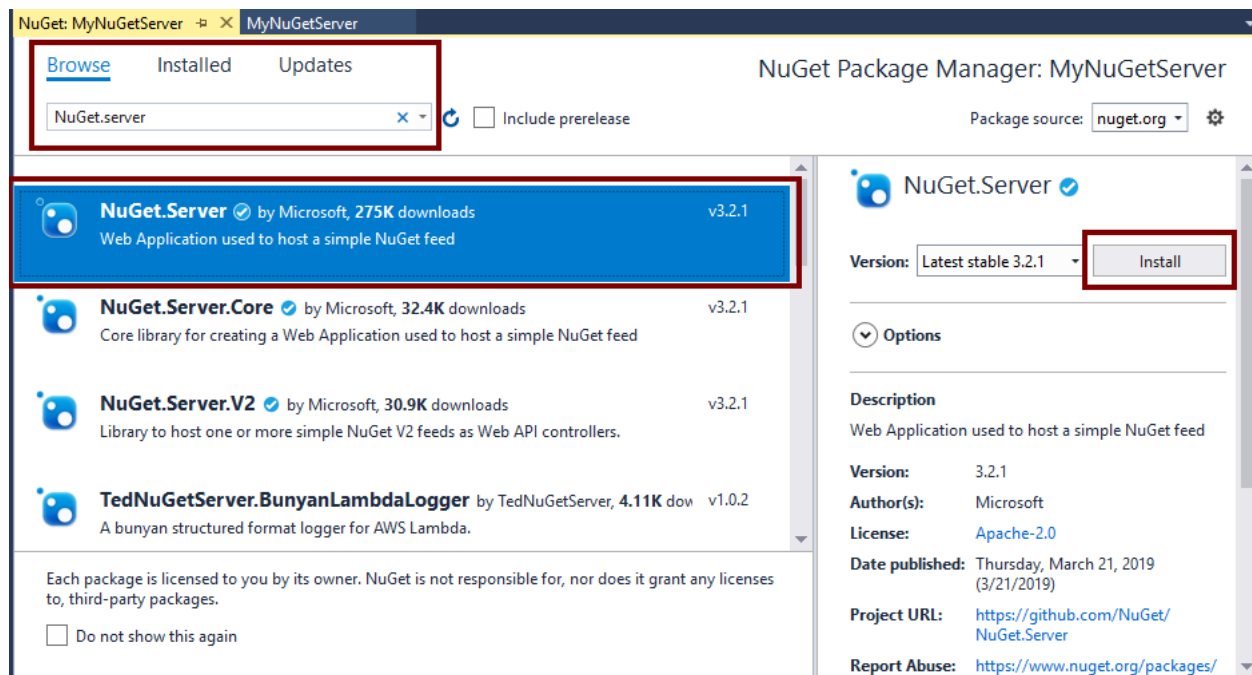 NuGet: MyNuGetServer MyNuGetServer
Browse Installed Updates
NuGet Package Manager: MyNuGetServer
NuGet.server
Include prerelease
Package source: nuget.org
NuGet.Server by Microsoft, 275K downloads v3.2.1
Web Application used to host a simple NuGet feed
NuGet.Server.Core by Microsoft, 32.4K downloads v3.2.1
Core library for creating a Web Application used to host a simple NuGet feed
NuGet.Server.V2 by Microsoft, 30.9K downloads v3.2.1
Library to host one or more simple NuGet V2 feeds as Web API controllers.
TedNuGetServer.BunyanLambdaLogger by TedNuGetServer, 4.11K dow v1.0.2
A bunyan structured format logger for AWS Lambda.
Each package is licensed to you by its owner. NuGet is not responsible for, nor does it grant any licenses
to, third-party packages.
Do not show this again
NuGet.Server
Version: Latest stable 3.2.1 Install
Options
Description
Web Application used to host a simple NuGet feed
Version: 3.2.1
Author(s): Microsoft
License: Apache-2.0
Date published: Thursday, March 21, 2019
(3/21/2019)
Project URL: https://github.com/NuGet/
NuGet.Server
Report Abuse: https://www.nuget.org/packages/